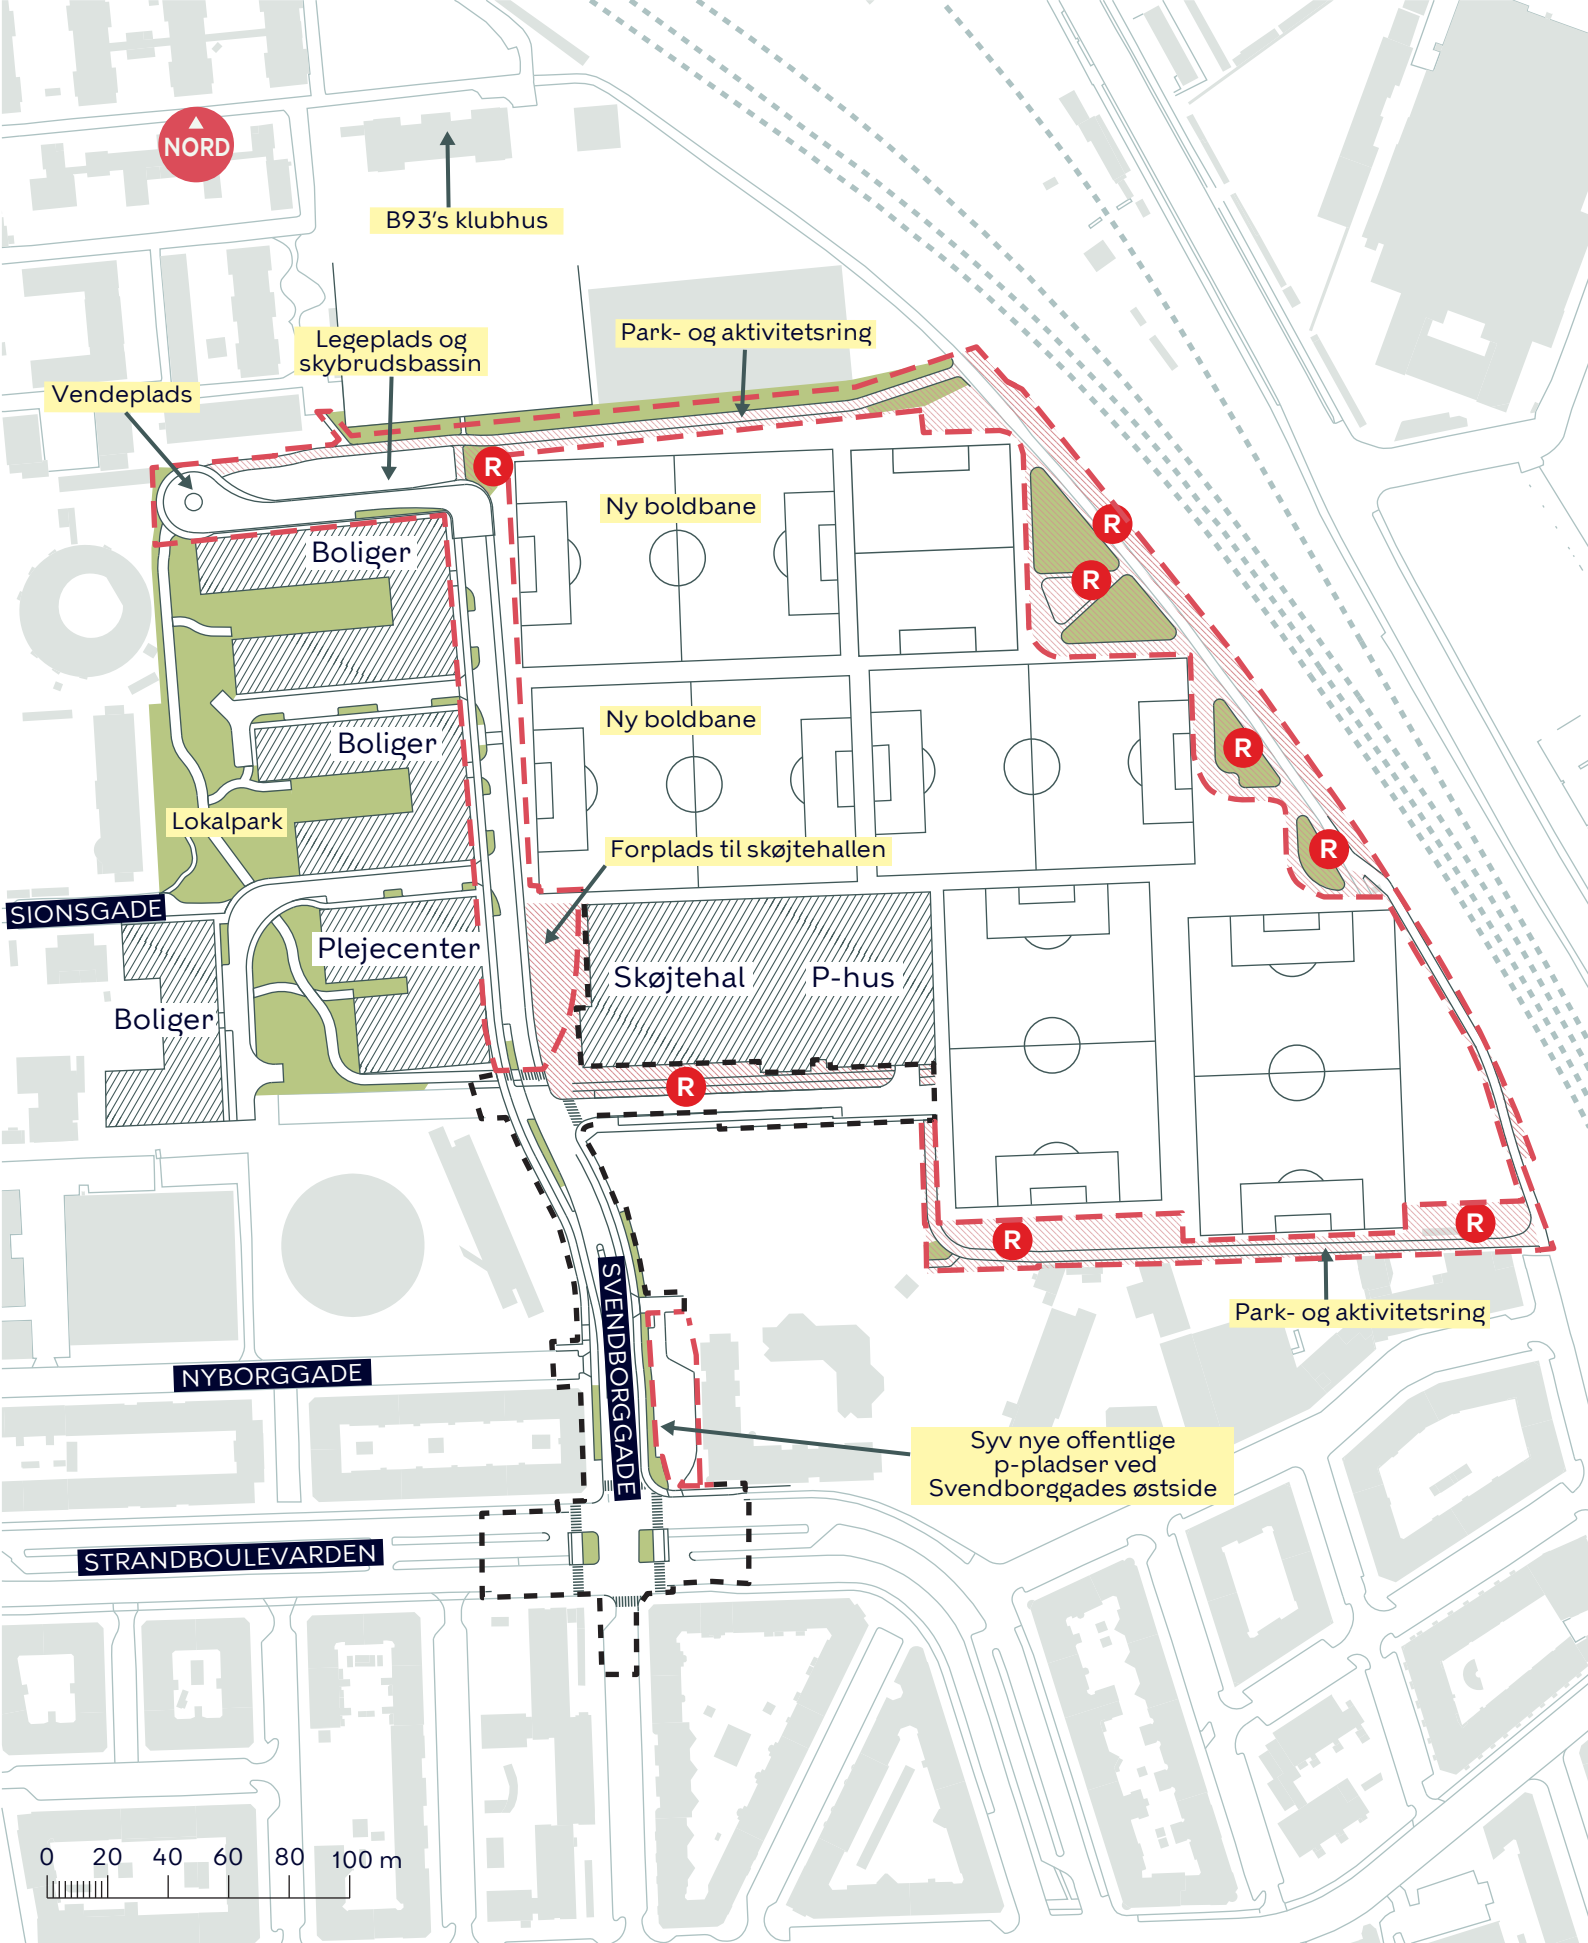 NORD
B93's klubhus
Park- og aktivitetsring
Legeplads og
skybrudsbassin
Vendeplads
R
Ny boldbane
R
Boliger
R
Ny boldbane
Boliger
R
Lokalpark
Forplads til skøjtehallen
R
SIONSGADE
Plejecenter
Skøjtehal
P-hus
Boliger
R
R
R
Park- og aktivitetsring
SVENDBORGGADE
NYBORGGADE
Syv nye offentlige
p-pladser ved
Svendborggades østside
STRANDBOULEVARDEN
0 20 40 60 80 100 m